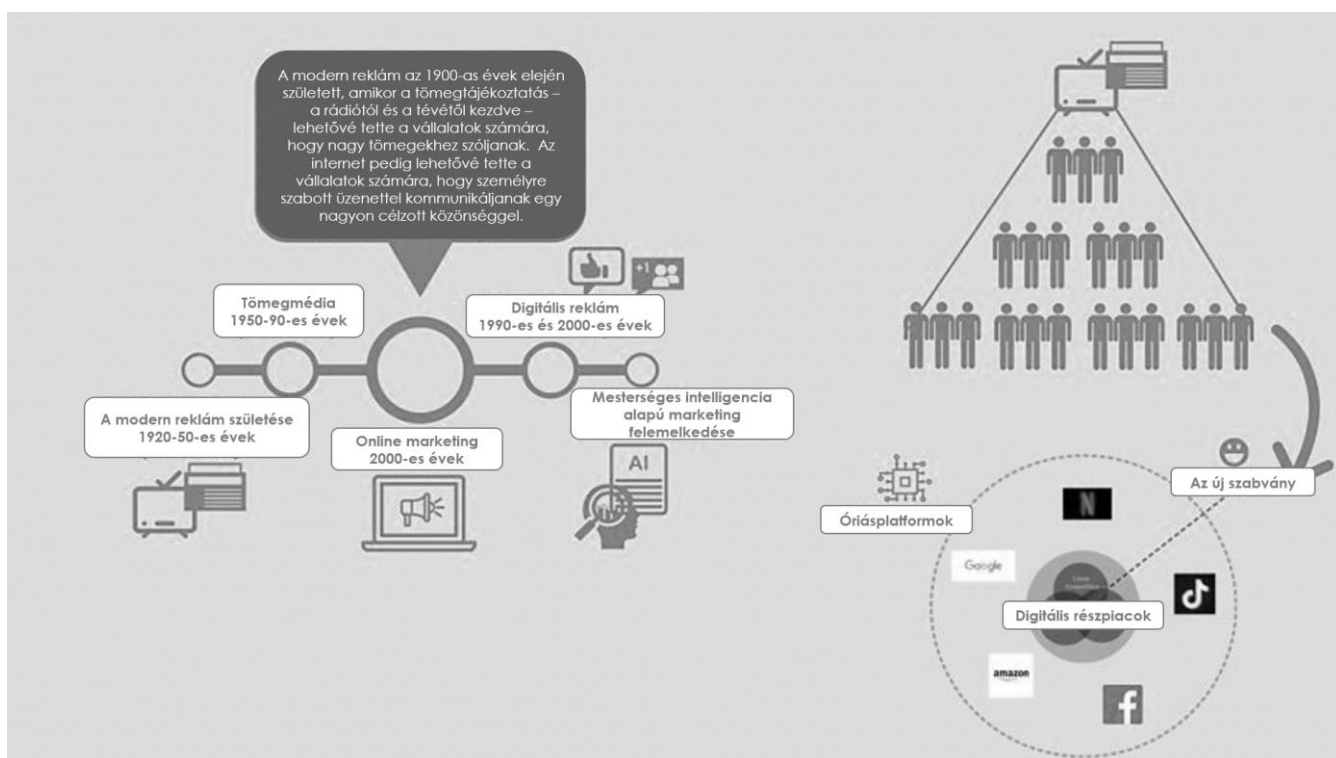 A modern reklám az 1900-as évek elején
született, amikor a tömegtájékoztatás –
a rádiótól és a tévétől kezdve –
lehetővé tette a vállalatok számára,
hogy nagy tömegekhez szóljanak. Az
internet pedig lehetővé tette a
vállalatok számára, hogy személyre
szabott üzenettel kommunikáljanak egy
nagyon célzott közönséggel.
+1
Tömegmédia
1950-90-es évek
Digitális reklám
1990-es és 2000-es évek
A modern reklám születése
1920-50-es évek
Online marketing
2000-es évek
Mesterséges intelligencia
alapú marketing
felemelkedése
AI
Az új szabvány
Óriásplatformok
N
Google
Digitális részpiacok
amazon
f